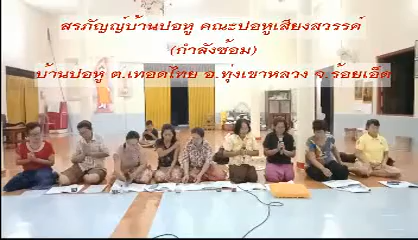 สรภัญญ์บ้านปอหู คณะปอหูเสียงสวรรค์
(กำลังซ้อม)
บ้านปอหู ต.เทอดไทย อ.ทุ่งเขาหลวง จ.ร้อยเอ็ด